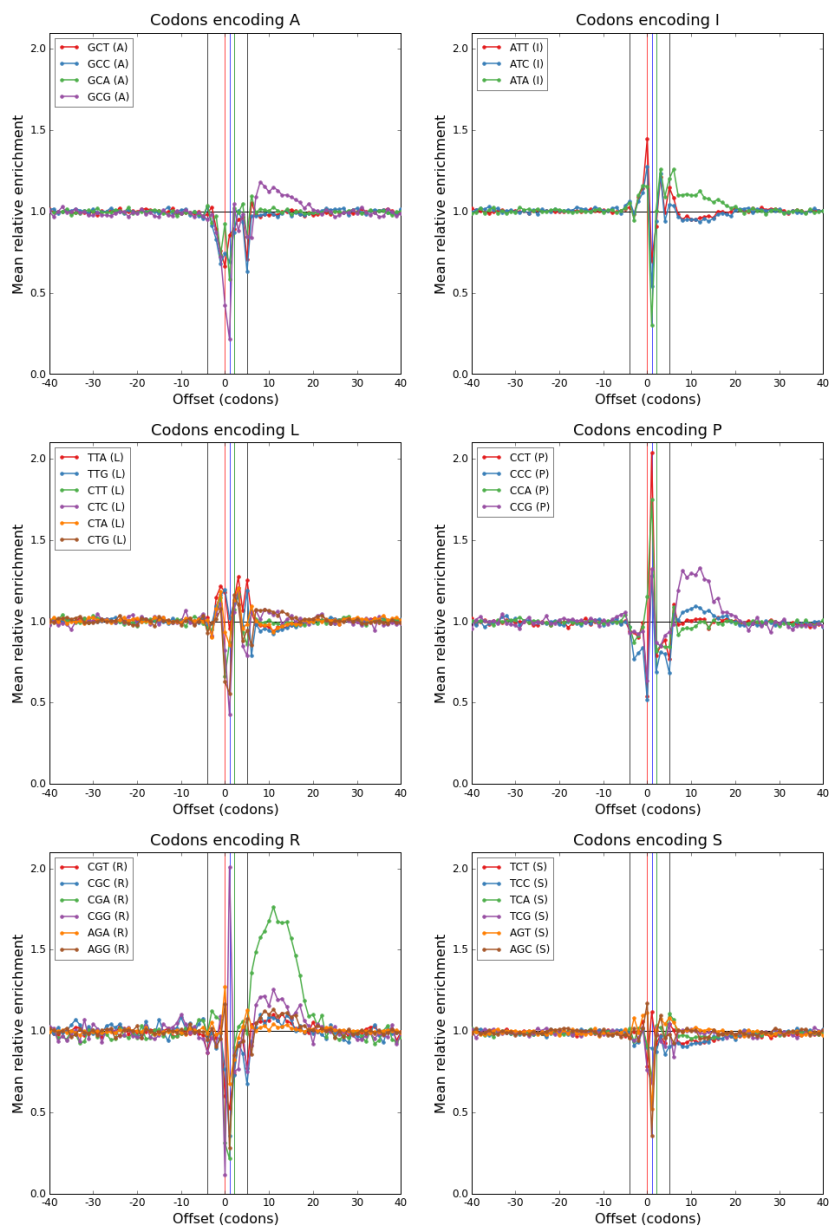 Codons encoding A
Mean relative enrichment
2.0
1.5
1.0
0.5
0.0
GCT (A)
GCC (A)
GCA (A)
GCG (A)
-40 -30 -20 -10 0 10 20 30 40
Offset (codons)
Codons encoding I
Mean relative enrichment
2.0
1.5
1.0
0.5
0.0
ATT (I)
ATC (I)
ATA (I)
-40 -30 -20 -10 0 10 20 30 40
Offset (codons)
Codons encoding L
Mean relative enrichment
2.0
1.5
1.0
0.5
0.0
TTA (L)
TTG (L)
CTT (L)
CTC (L)
CTA (L)
CTG (L)
-40 -30 -20 -10 0 10 20 30 40
Offset (codons)
Codons encoding P
Mean relative enrichment
2.0
1.5
1.0
0.5
0.0
CCT (P)
CCC (P)
CCA (P)
CCG (P)
-40 -30 -20 -10 0 10 20 30 40
Offset (codons)
Codons encoding R
Mean relative enrichment
2.0
1.5
1.0
0.5
0.0
CGT (R)
CGC (R)
CGA (R)
CGG (R)
AGA (R)
AGG (R)
-40 -30 -20 -10 0 10 20 30 40
Offset (codons)
Codons encoding S
Mean relative enrichment
2.0
1.5
1.0
0.5
0.0
TCT (S)
TCC (S)
TCA (S)
TCG (S)
AGT (S)
AGC (S)
-40 -30 -20 -10 0 10 20 30 40
Offset (codons)